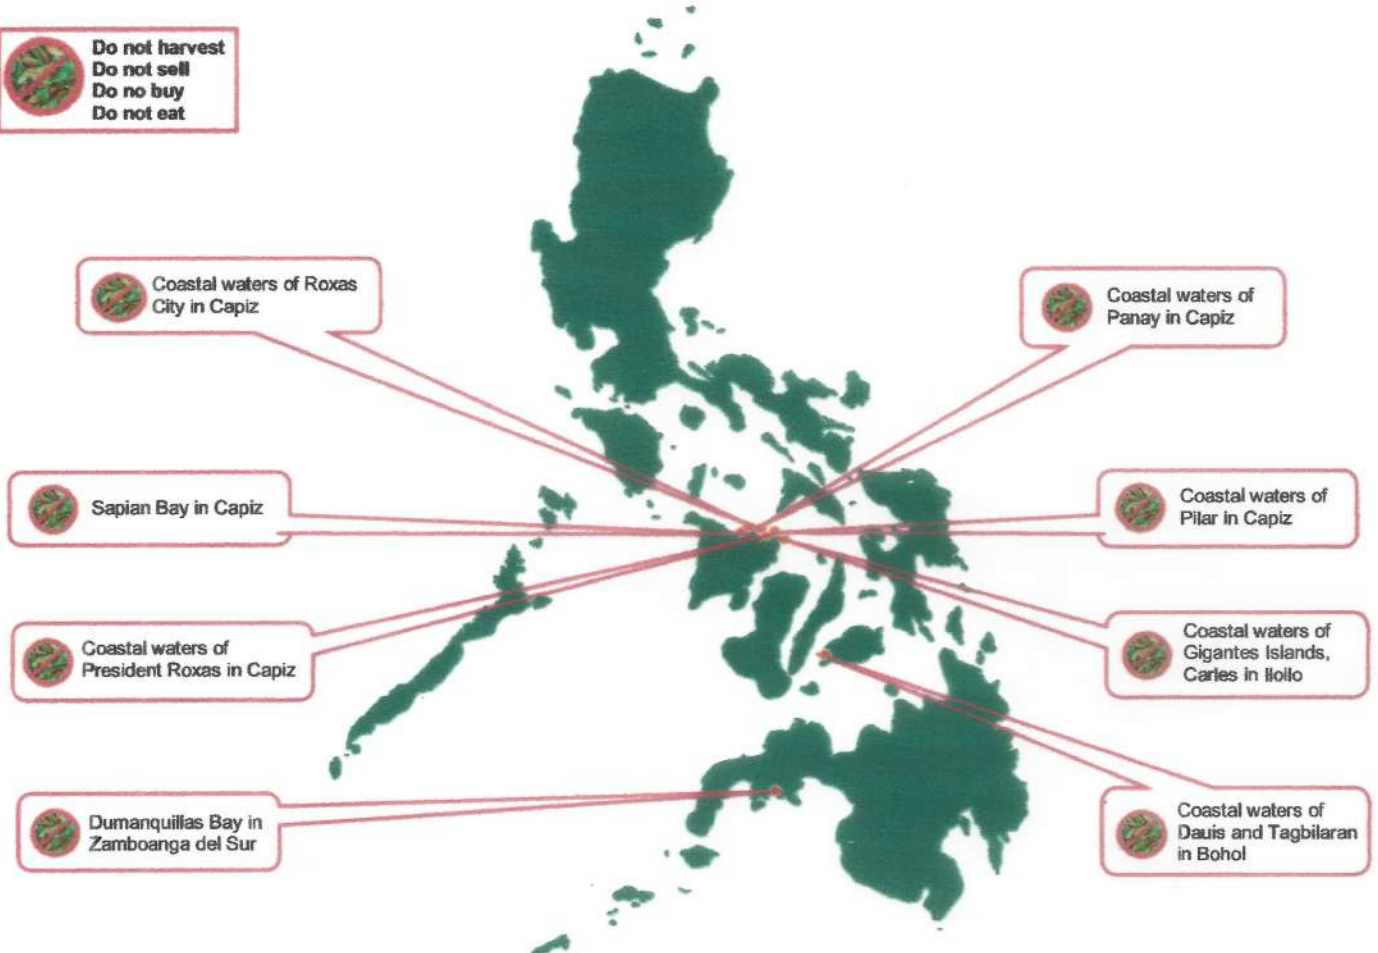 Do not harvest
Do not sell
Do no buy
Do not eat
Coastal waters of Roxas
City in Capiz
Coastal waters of
Panay in Capiz
Sapian Bay in Capiz
Coastal waters of
Pilar in Capiz
Coastal waters of
President Roxas in Capiz
Coastal waters of
Gigantes Islands,
Carles in Iloilo
Dumanquillas Bay in
Zamboanga del Sur
Coastal waters of
Dauis and Tagbilaran
in Bohol